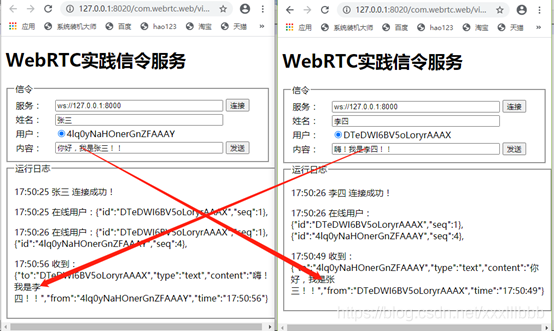 127.0.0.1:8020/com.webrtc.web/vi...
应用
系统装机大师
百度
hao123
淘宝
天猫
WebRTC实践信令服务
信令
服务：
ws://127.0.0.1:8000
连接
姓名：
张三
用户：
4lq0yNaHOnerGnZFAAAY
内容：
你好，我是张三！！
发送
运行日志
17:50:25 张三 连接成功！
17:50:25 在线用户：{"id":"DTeDWI6BV5oLoryrAAAX","seq":1},
17:50:26 在线用户：{"id":"DTeDWI6BV5oLoryrAAAX","seq":1},
{"id":"4lq0yNaHOnerGnZFAAAY","seq":4},
17:50:56 收到：
{"to":"DTeDWI6BV5oLoryrAAAX","type":"text","content":"嗨！
我是李
四！！","from":"4lq0yNaHOnerGnZFAAAY","time":"17:50:56"}
127.0.0.1:8020/com.webrtc.web/vi...
应用
系统装机大师
百度
hao123
淘宝
天猫
WebRTC实践信令服务
信令
服务：
ws://127.0.0.1:8000
连接
姓名：
李四
用户：
DTeDWI6BV5oLoryrAAAX
内容：
嗨！我是李四！！
发送
运行日志
17:50:26 李四 连接成功！
17:50:26 在线用户：
{"id":"DTeDWI6BV5oLoryrAAAX","seq":1},
{"id":"4lq0yNaHOnerGnZFAAAY","seq":4},
17:50:49 收到：
{"to":"4lq0yNaHOnerGnZFAAAY","type":"text","content":"你
好，我是张
三！！","from":"DTeDWI6BV5oLoryrAAAX","time":"17:50:49"}